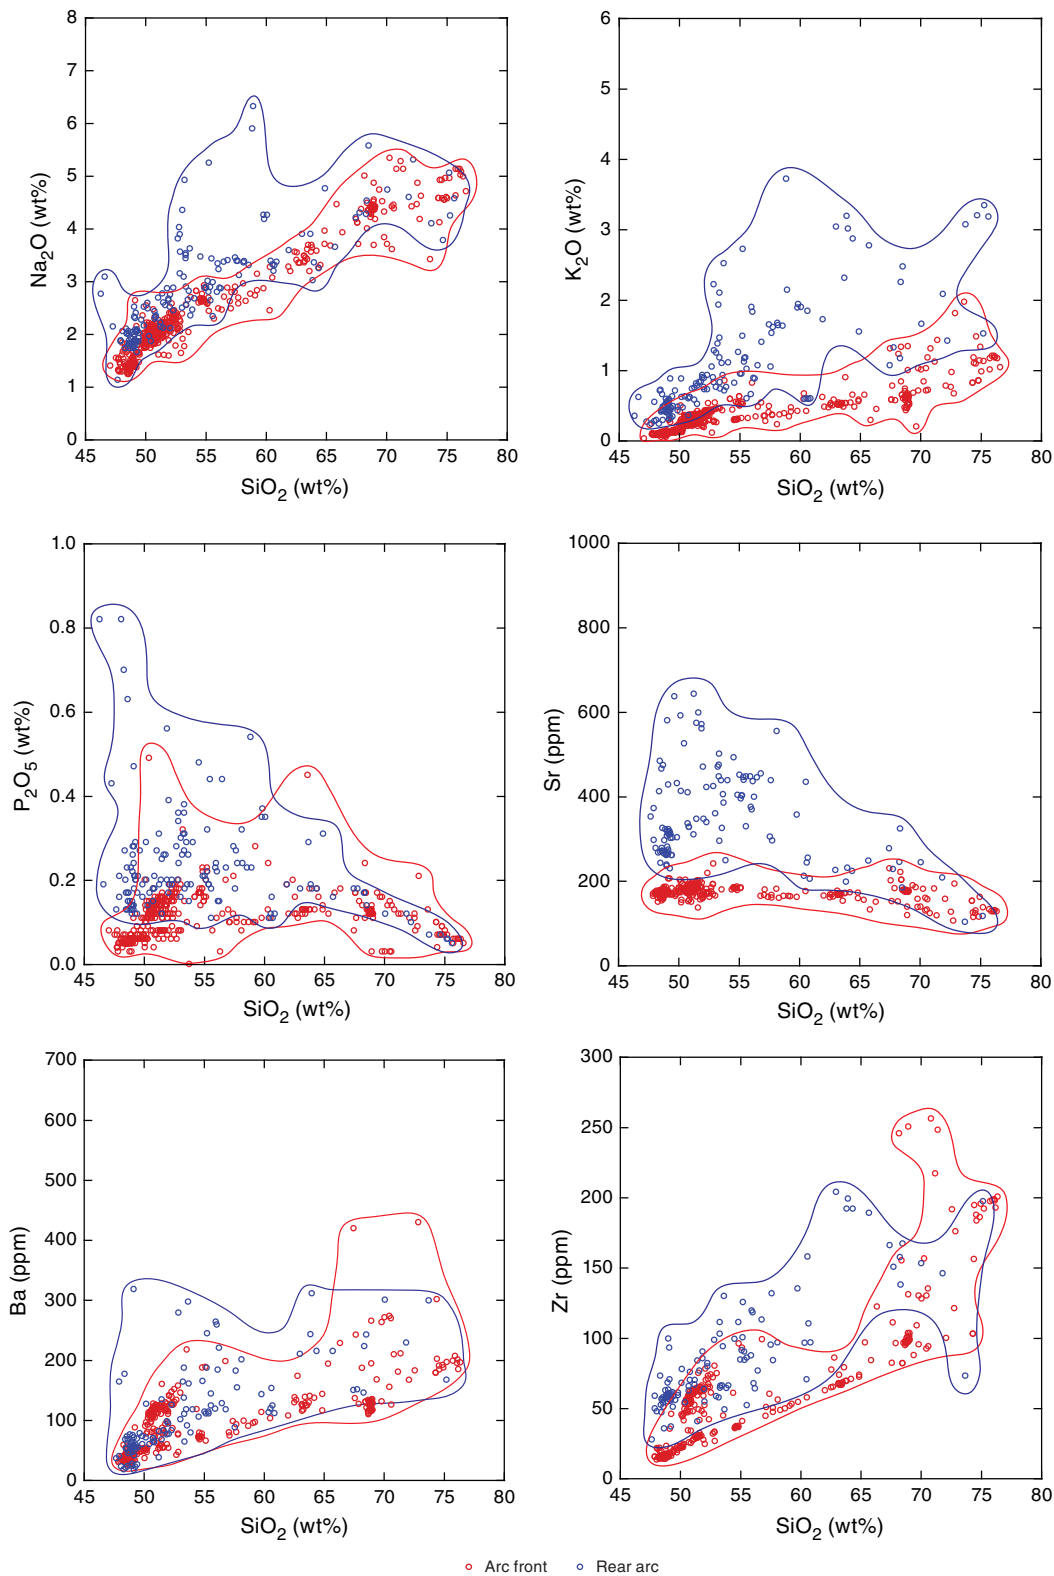 8
7
6
5
4
3
2
1
0
Na2O (wt%)
45 50 55 60 65 70 75 80
SiO2 (wt%)
6
5
4
3
2
1
0
K2O (wt%)
45 50 55 60 65 70 75 80
SiO2 (wt%)
1.0
0.8
0.6
0.4
0.2
0.0
P2O5 (wt%)
45 50 55 60 65 70 75 80
SiO2 (wt%)
1000
800
600
400
200
0
Sr (ppm)
45 50 55 60 65 70 75 80
SiO2 (wt%)
700
600
500
400
300
200
100
0
Ba (ppm)
45 50 55 60 65 70 75 80
SiO2 (wt%)
300
250
200
150
100
50
0
Zr (ppm)
45 50 55 60 65 70 75 80
SiO2 (wt%)
Arc front Rear arc